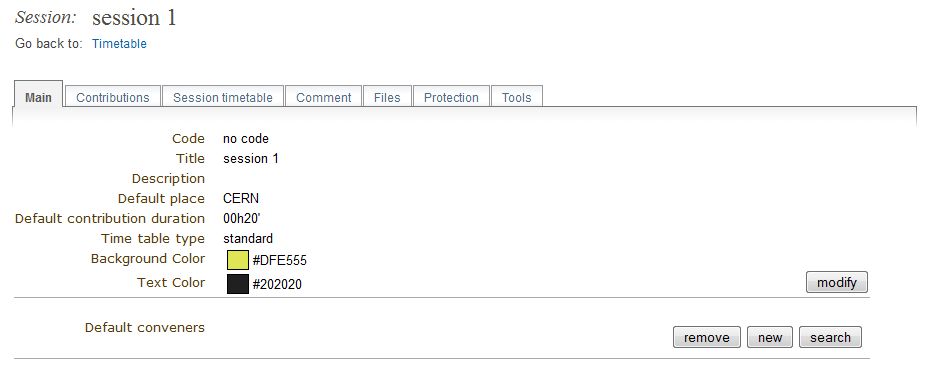 Session: session 1
Go back to: Timetable
Main Contributions Session timetable Comment Files Protection Tools
Code no code
Title session 1
Description
Default place CERN
Default contribution duration 00h20'
Time table type standard
Background Color #DFE555
Text Color #202020
modify
Default conveners
remove new search